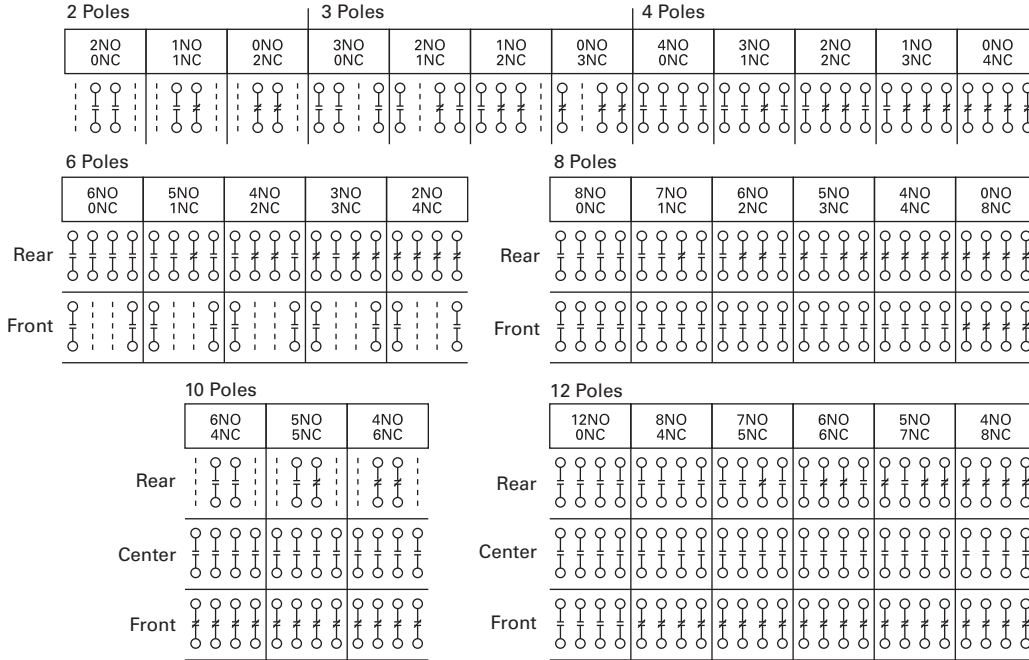 2 Poles 3 Poles 4 Poles
2NO 1NO 0NO 3NO 2NO 1NO 0NO 4NO 3NO 2NO 1NO 0NO
0NC 1NC 2NC 0NC 1NC 2NC 3NC 0NC 1NC 2NC 3NC 4NC
6 Poles
6NO 5NO 4NO 3NO 2NO
0NC 1NC 2NC 3NC 4NC
Rear
Front
8 Poles
8NO 7NO 6NO 5NO 4NO 0NO
0NC 1NC 2NC 3NC 4NC 8NC
Rear
Front
10 Poles
6NO 5NO 4NO
4NC 5NC 6NC
Rear
Center
Front
12 Poles
12NO 8NO 7NO 6NO 5NO 4NO
0NC 4NC 5NC 6NC 7NC 8NC
Rear
Center
Front